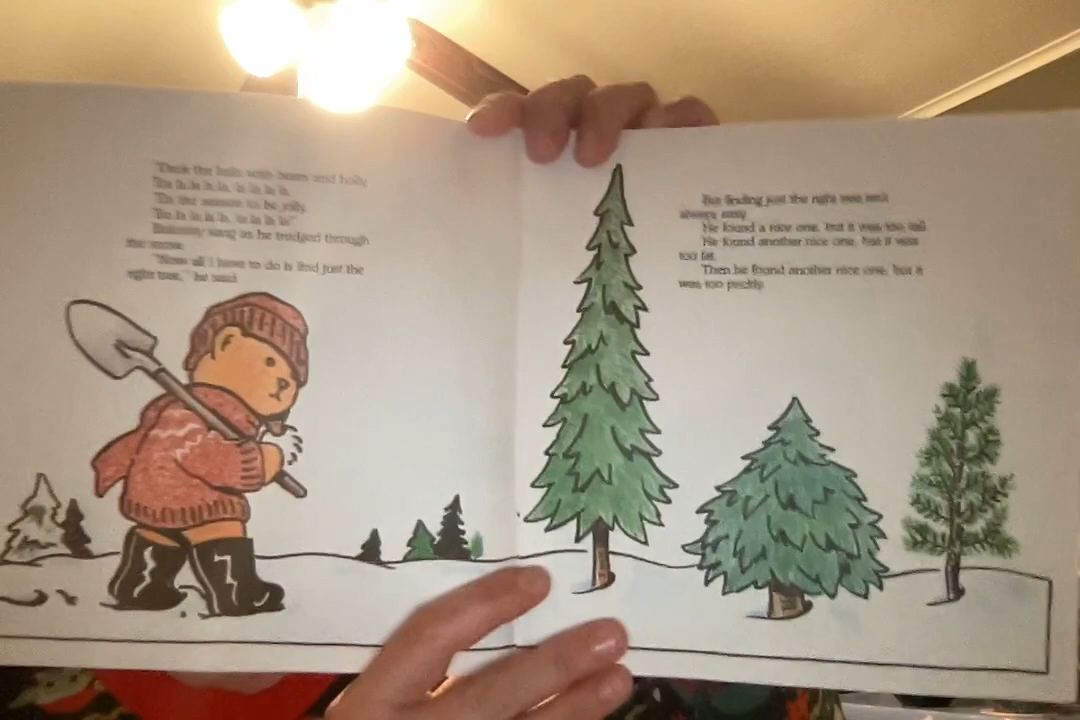 "Deck the halls with bears and holly,
Fa la la la la, la la la la.
'Tis the season to be jolly,
Fa la la la la, la la la la!"
sang as he trudged through
the snow.
"Now all I have to do is find just the
right tree," he said.
But finding just the right tree isn't
always easy.
He found a nice one, but it was too tall.
He found another nice one, but it was
too fat.
Then he found another nice one, but it
was too prickly.